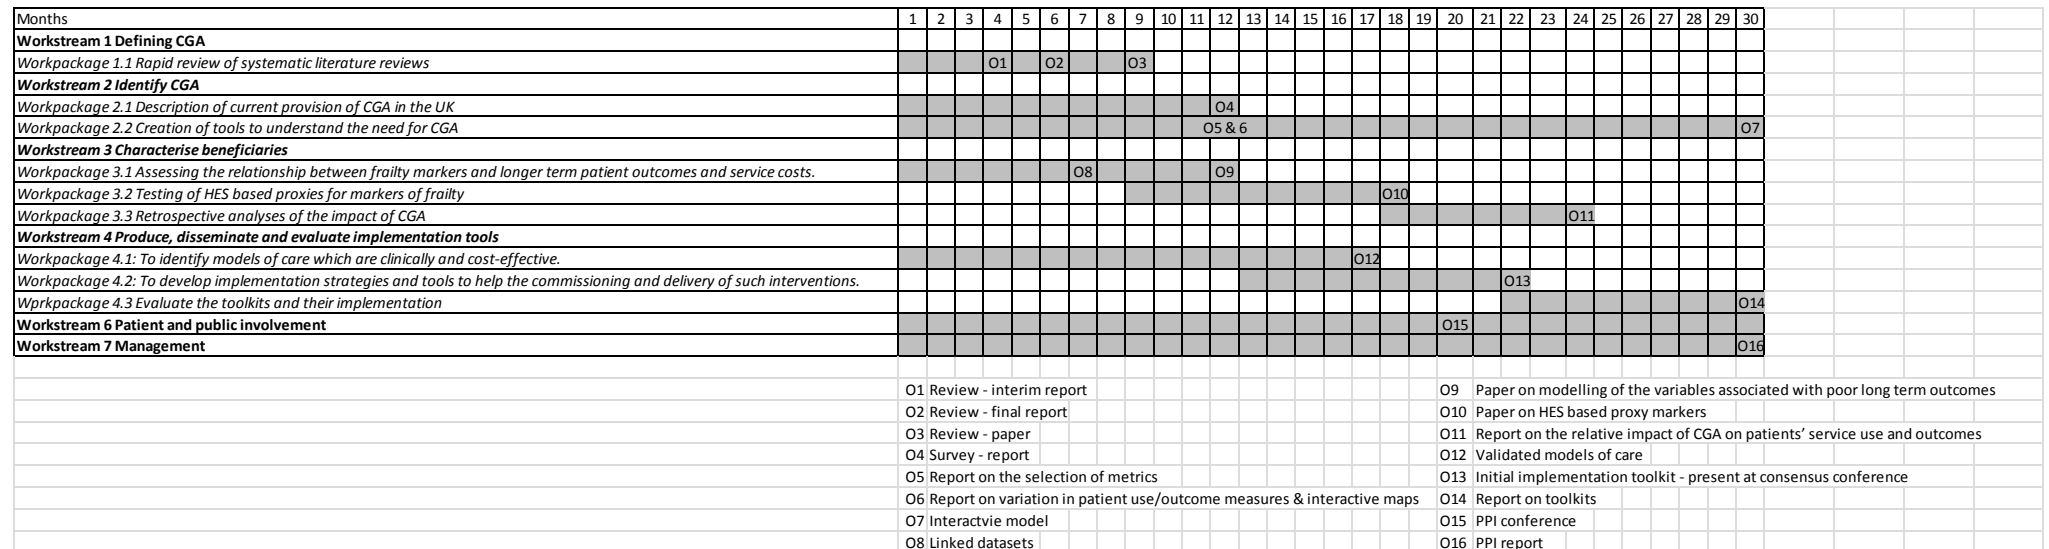 Months 1 2 3 4 5 6 7 8 9 10 11 12 13 14 15 16 17 18 19 20 21 22 23 24 25 26 27 28 29 30
Workstream 1 Defining CGA
Workpackage 1.1 Rapid review of systematic literature reviews O1 O2 O3
Workstream 2 Identify CGA
Workpackage 2.1 Description of current provision of CGA in the UK O4
Workpackage 2.2 Creation of tools to understand the need for CGA O5 & 6 O7
Workstream 3 Characterise beneficiaries
Workpackage 3.1 Assessing the relationship between frailty markers and longer term patient outcomes and service costs. O8 O9
Workpackage 3.2 Testing of HES based proxies for markers of frailty O10
Workpackage 3.3 Retrospective analyses of the impact of CGA O11
Workstream 4 Produce, disseminate and evaluate implementation tools
Workpackage 4.1: To identify models of care which are clinically and cost-effective. O12
Workpackage 4.2: To develop implementation strategies and tools to help the commissioning and delivery of such interventions. O13
Wprkpackage 4.3 Evaluate the toolkits and their implementation O14
Workstream 6 Patient and public involvement O15
Workstream 7 Management O16
O1 Review - interim report
O2 Review - final report
O3 Review - paper
O4 Survey - report
O5 Report on the selection of metrics
O6 Report on variation in patient use/outcome measures & interactive maps
O7 Interactvie model
O8 Linked datasets
O9 Paper on modelling of the variables associated with poor long term outcomes
O10 Paper on HES based proxy markers
O11 Report on the relative impact of CGA on patients’ service use and outcomes
O12 Validated models of care
O13 Initial implementation toolkit - present at consensus conference
O14 Report on toolkits
O15 PPI conference
O16 PPI report